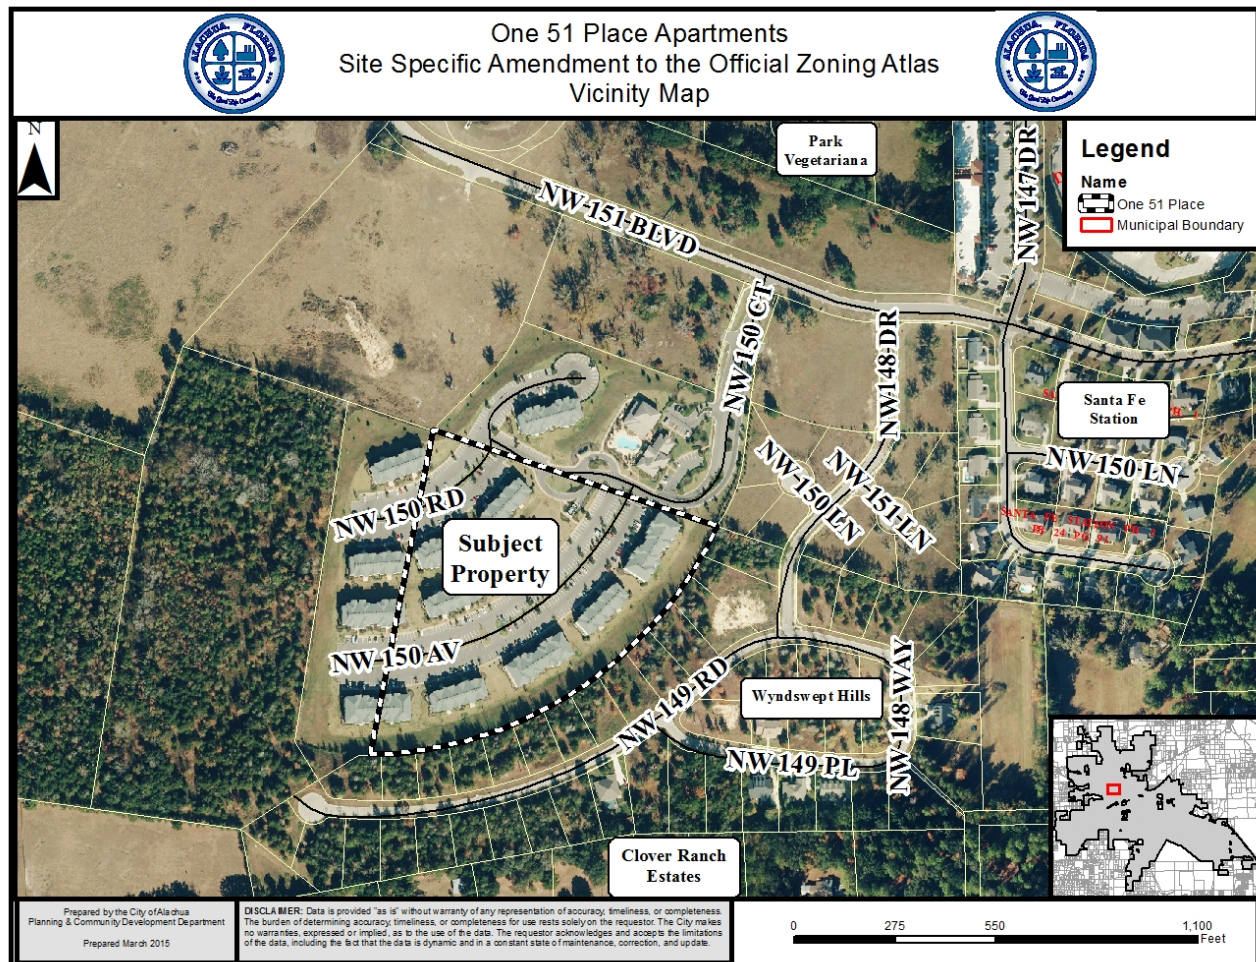 One 51 Place Apartments
Site Specific Amendment to the Official Zoning Atlas
Vicinity Map
ALACHUA, FLORIDA
ALACHUA, FLORIDA
N
Park
Vegetariana
NW 147 DR
Legend
Name
One 51 Place
Municipal Boundary
NW 151 BLVD
NW 150 CT
NW 148 DR
Santa Fe
Station
NW 150 LN
NW 151 LN
NW 150 LN
NW 150 RD
Subject
Property
SANTA FE STATION PH
NW 150 AV
NW 149 RD
Wyndswept Hills
NW 148 WAY
NW 149 PL
Clover Ranch
Estates
Prepared by the City of Alachua
Planning & Community Development Department
Prepared March 2015
DISCLAIMER: Data is provided "as is" without warranty of any representation of accuracy, timeliness, or completeness.
The burden of determining accuracy, timeliness, or completeness for use rests solely on the requestor. The City makes
no warranties, expressed or implied, as to the use of the data. The requestor acknowledges and accepts the limitations
of the data, including the fact that the data is dynamic and in a constant state of maintenance, correction, and update.
0 275 550 1,100
Feet